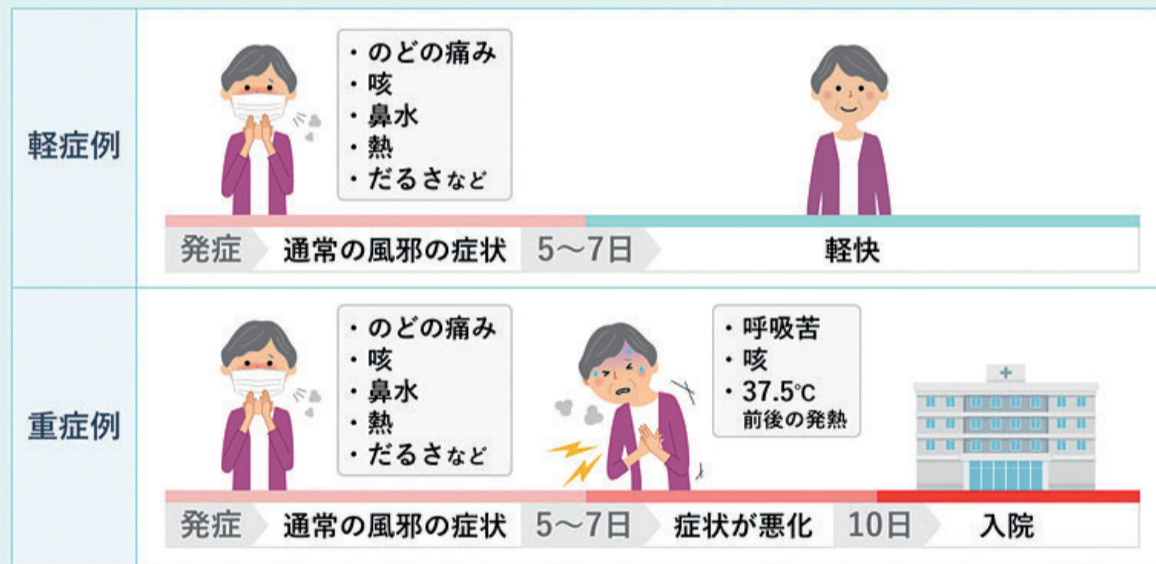 軽症例
・のどの痛み
・咳
・鼻水
・熱
・だるさなど
発症 通常の風邪の症状 5〜7日 軽快
重症例
・のどの痛み
・咳
・鼻水
・熱
・だるさなど
・呼吸苦
・咳
・37.5℃
前後の発熱
発症 通常の風邪の症状 5〜7日 症状が悪化 10日 入院